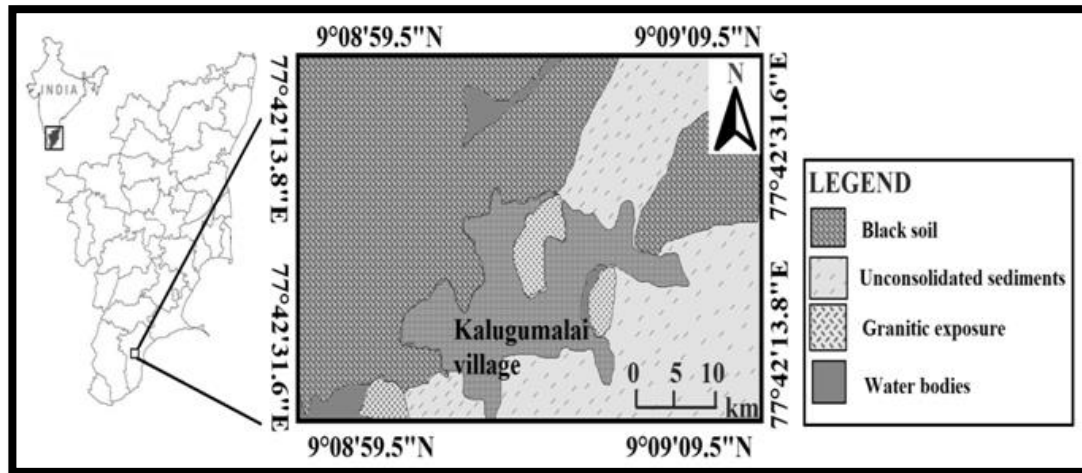 9°08'59.5"N
9°09'09.5"N
INDIA
77°42'13.8"E
77°42'31.6"E
N
77°42'31.6"E
77°42'13.8"E
Kalugumalai
village
0 5 10
km
9°08'59.5"N
9°09'09.5"N
LEGEND
Black soil
Unconsolidated sediments
Granitic exposure
Water bodies